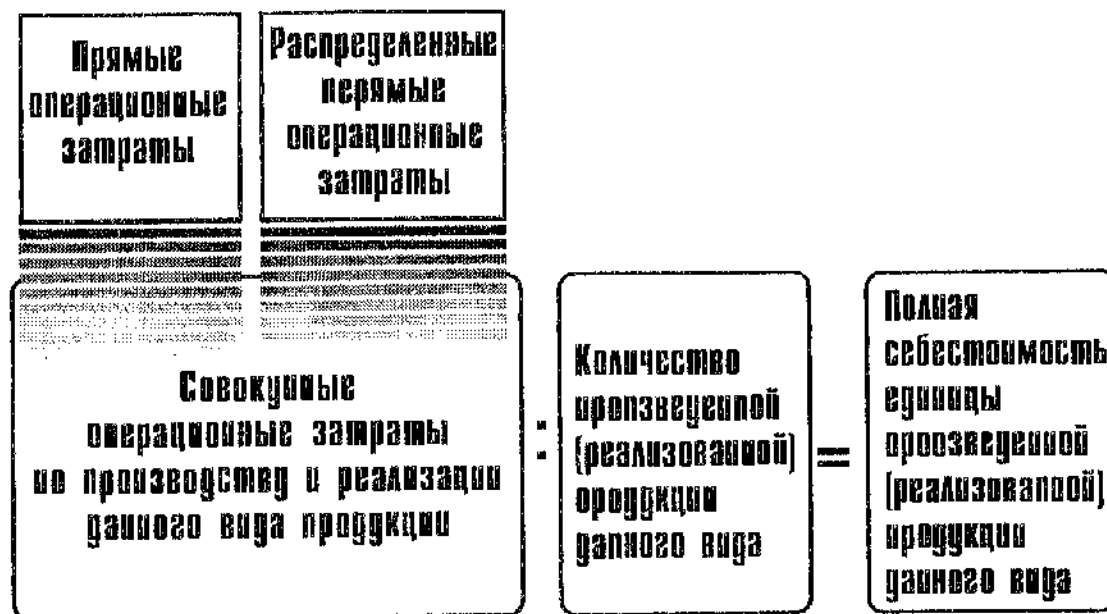 Прямые
операционные
затраты
Распределенные
перямые
операционные
затраты
Совокупные
операционные затраты
по производству и реализации
данного вида продукции
:
Количество
произведенной
(реализованной)
продукции
данного вида
=
Полная
себестоимость
единицы
произведенной
(реализованной)
продукции
данного вида